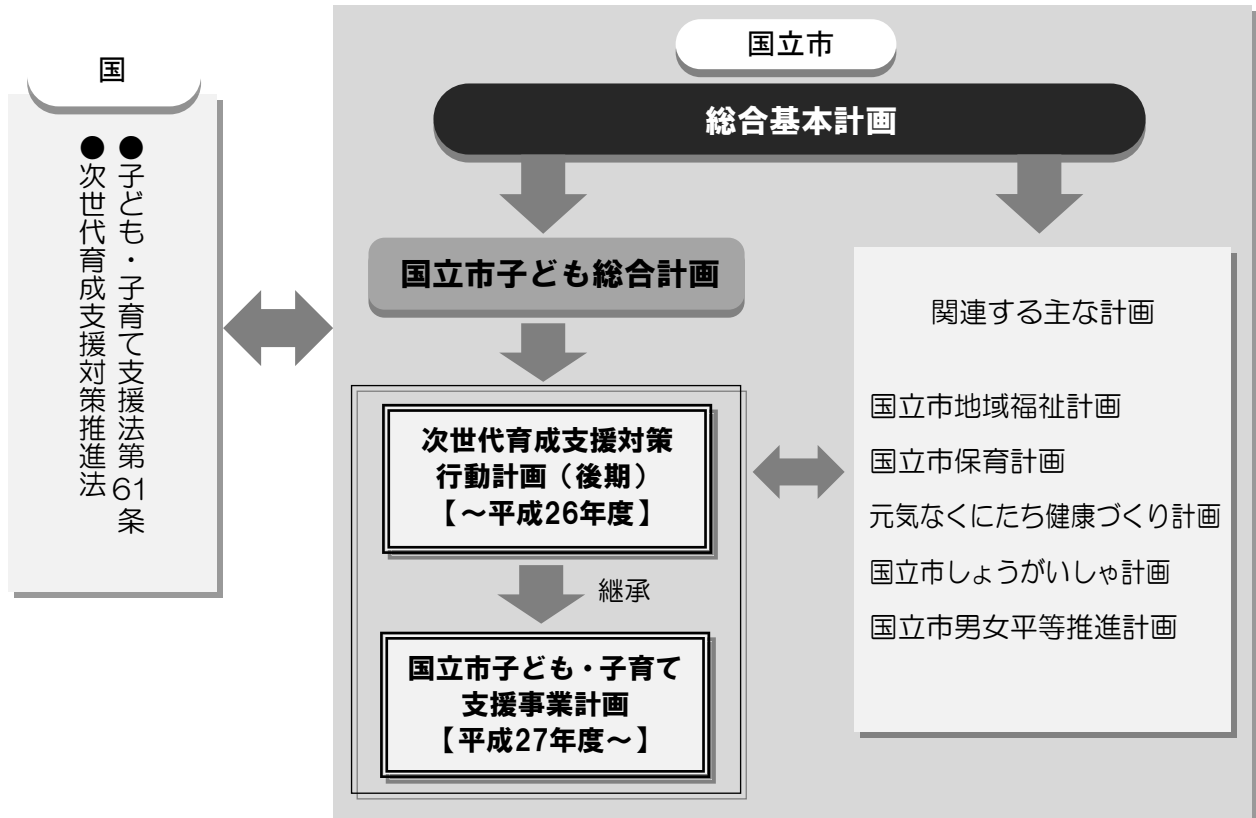 国
●子ども・子育て支援法第61条
●次世代育成支援対策推進法
国立市
総合基本計画
国立市子ども総合計画
次世代育成支援対策
行動計画（後期）
【～平成26年度】
継承
国立市子ども・子育て
支援事業計画
【平成27年度～】
関連する主な計画
国立市地域福祉計画
国立市保育計画
元気なくにたち健康づくり計画
国立市しょうがいしゃ計画
国立市男女平等推進計画